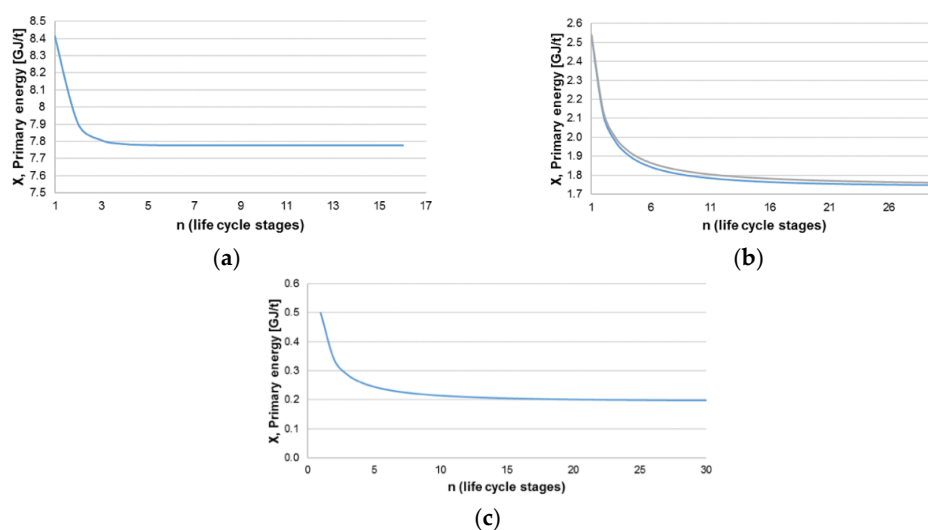 8.5
8.4
8.3
8.2
8.1
8
7.9
7.8
7.7
7.6
7.5
X, Primary energy [GJ/t]
1 3 5 7 9 11 13 15 17
n (life cycle stages)
(a)
2.6
2.5
2.4
2.3
2.2
2.1
2.0
1.9
1.8
1.7
X, Primary energy [GJ/t]
1 6 11 16 21 26
n (life cycle stages)
(b)
0.6
0.5
0.4
0.3
0.2
0.1
0.0
X, Primary energy [GJ/t]
0 5 10 15 20 25 30
n (life cycle stages)
(c)